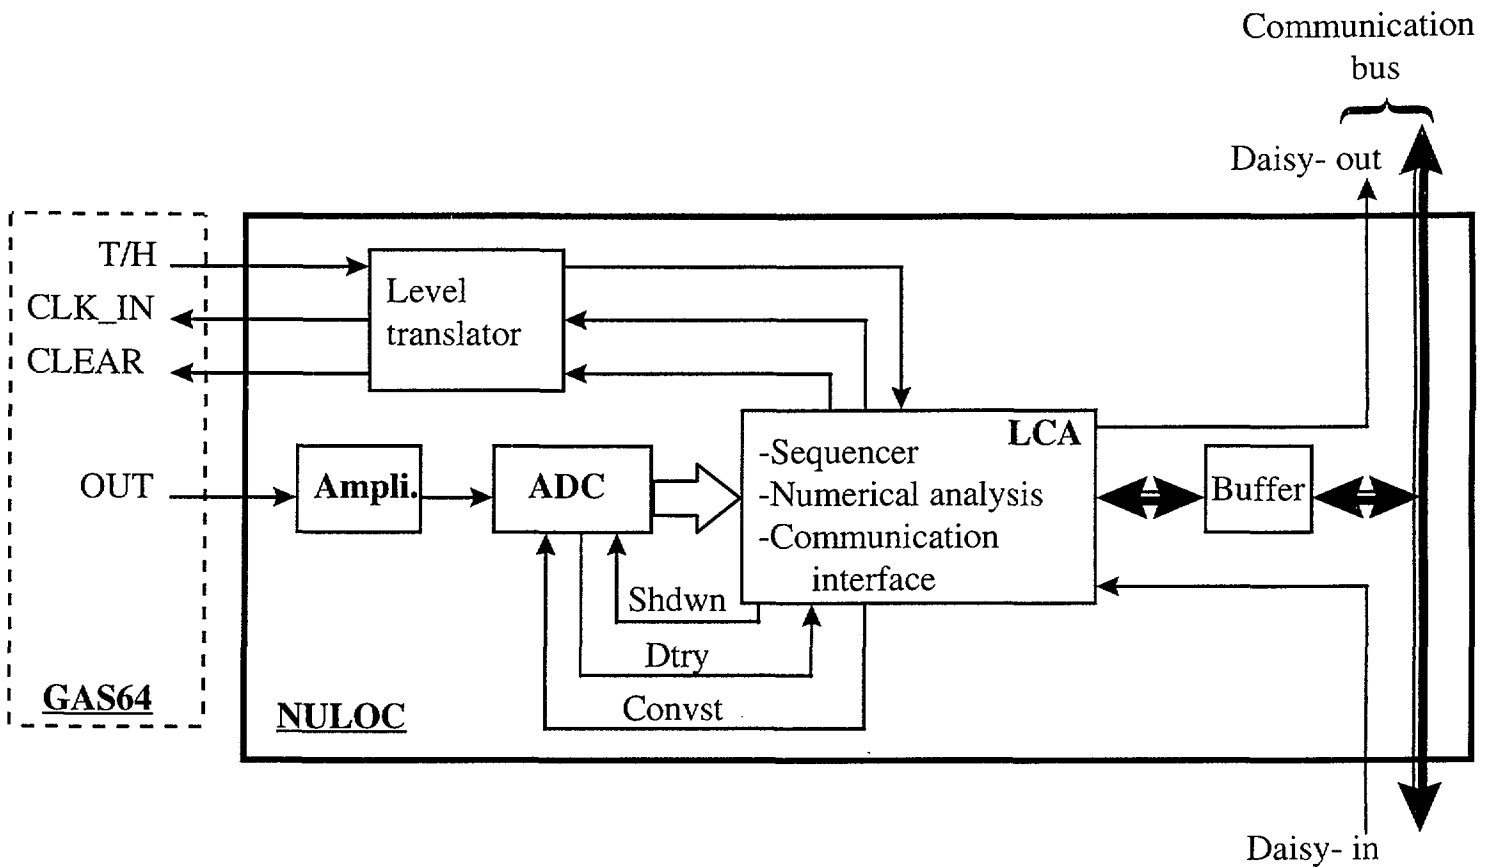 Communication
bus
Daisy- out
T/H
CLK_IN
CLEAR
Level
translator
LCA
-Sequencer
-Numerical analysis
-Communication
interface
OUT
Ampli.
ADC
Buffer
Shdwn
Dtry
Convst
GAS64
NULOC
Daisy- in